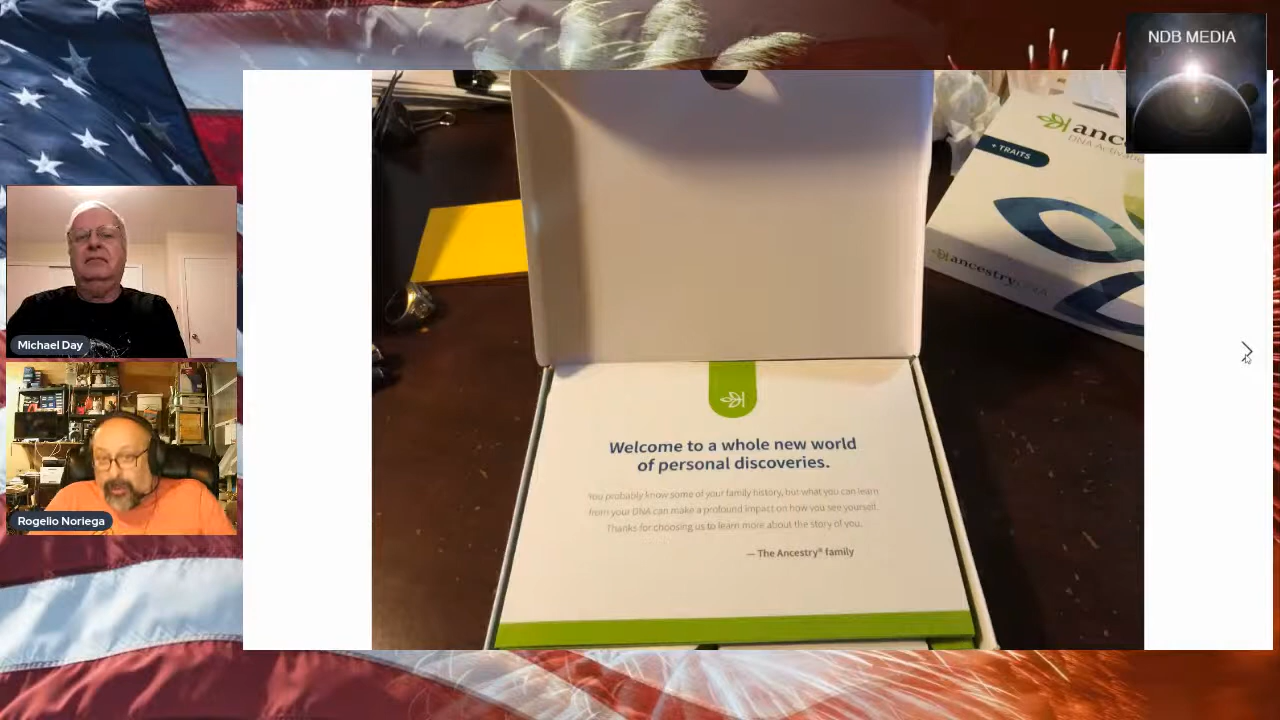 NDB MEDIA
Michael Day
Rogelio Noriega
+ TRAITS
ancestryDNA
Welcome to a whole new world
of personal discoveries.
You probably know some of your family history, but what you can learn
from your DNA can make a profound impact on how you see yourself.
Thanks for choosing us to learn more about the story of you.
— The Ancestry® family